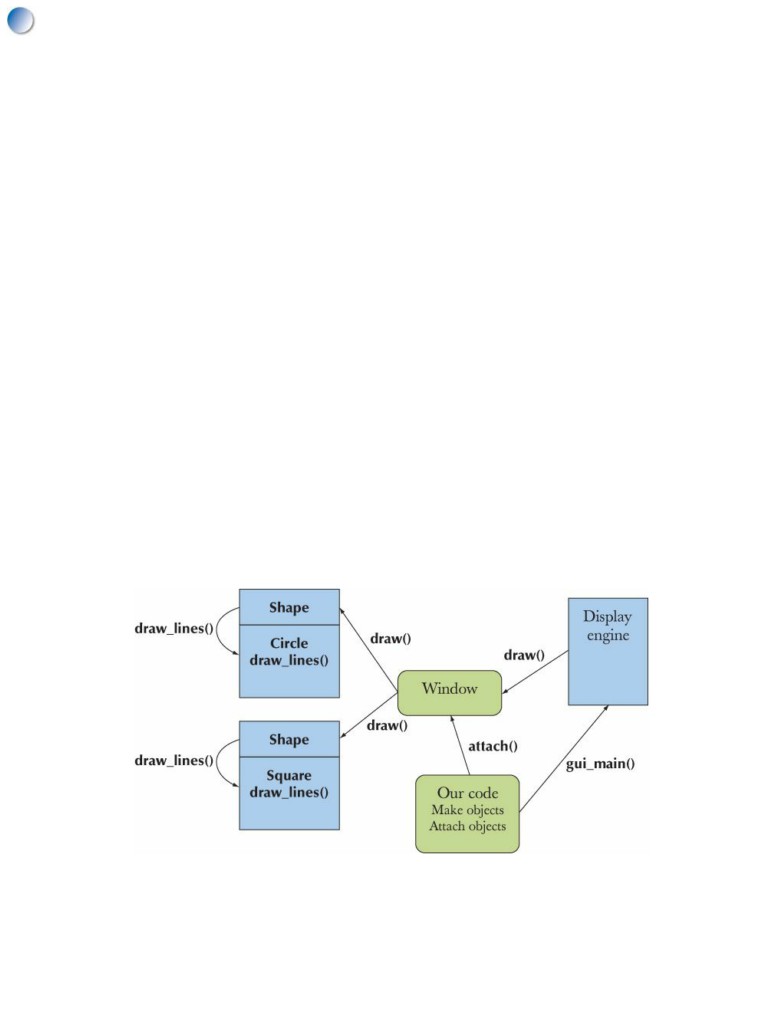 Shape
draw_lines()
Circle
draw_lines()
draw()
Display
engine
draw()
Window
draw()
Shape
draw_lines()
Square
draw_lines()
attach()
gui_main()
Our code
Make objects
Attach objects